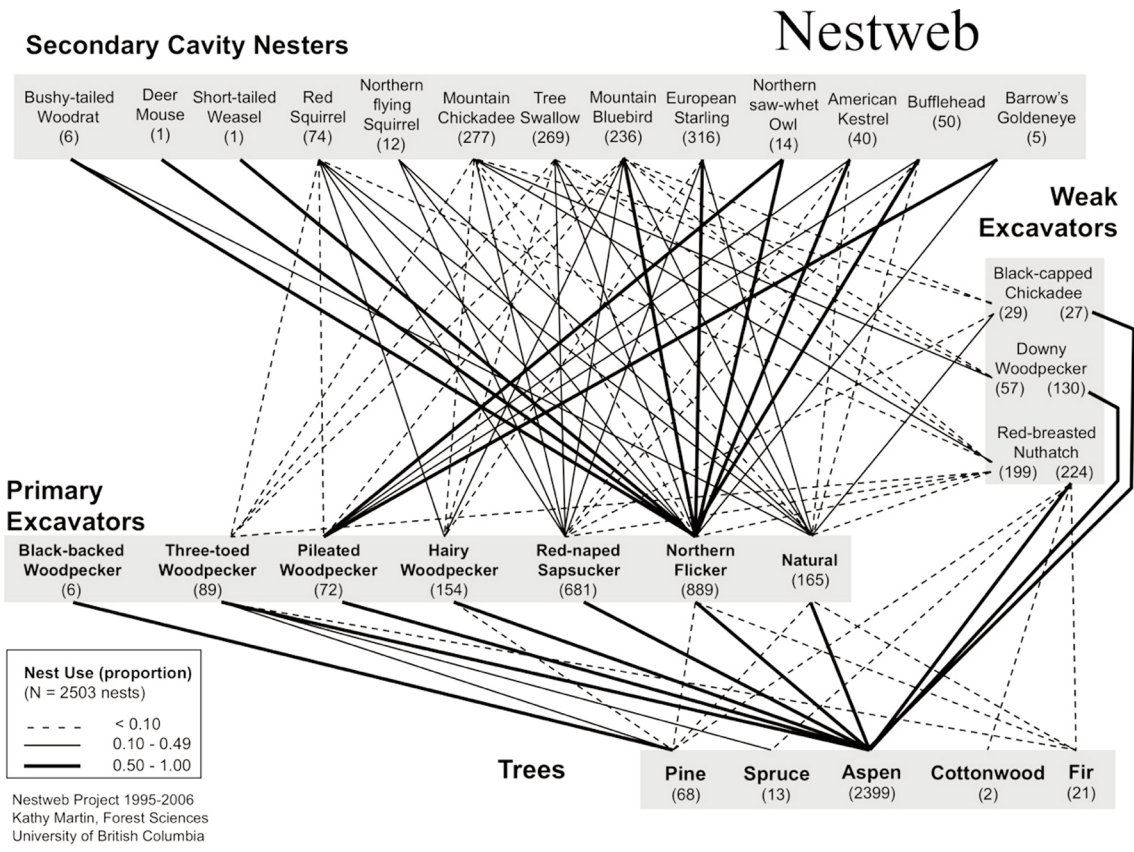 Nestweb
Secondary Cavity Nesters
Bushy-tailed
Woodrat
(6)
Deer
Mouse
(1)
Short-tailed
Weasel
(1)
Red
Squirrel
(74)
Northern
flying
Squirrel
(12)
Mountain
Chickadee
(277)
Tree
Swallow
(269)
Mountain
Bluebird
(236)
European
Starling
(316)
Northern
saw-whet
Owl
(14)
American
Kestrel
(40)
Bufflehead
(50)
Barrow's
Goldeneye
(5)
Weak
Excavators
Black-capped
Chickadee
(29) (27)
Downy
Woodpecker
(57) (130)
Red-breasted
Nuthatch
(199) (224)
Primary
Excavators
Black-backed
Woodpecker
(6)
Three-toed
Woodpecker
(89)
Pileated
Woodpecker
(72)
Hairy
Woodpecker
(154)
Red-naped
Sapsucker
(681)
Northern
Flicker
(889)
Natural
(165)
Nest Use (proportion)
(N = 2503 nests)
< 0.10
0.10 - 0.49
0.50 - 1.00
Trees
Pine
(68)
Spruce
(13)
Aspen
(2399)
Cottonwood
(2)
Fir
(21)
Nestweb Project 1995-2006
Kathy Martin, Forest Sciences
University of British Columbia